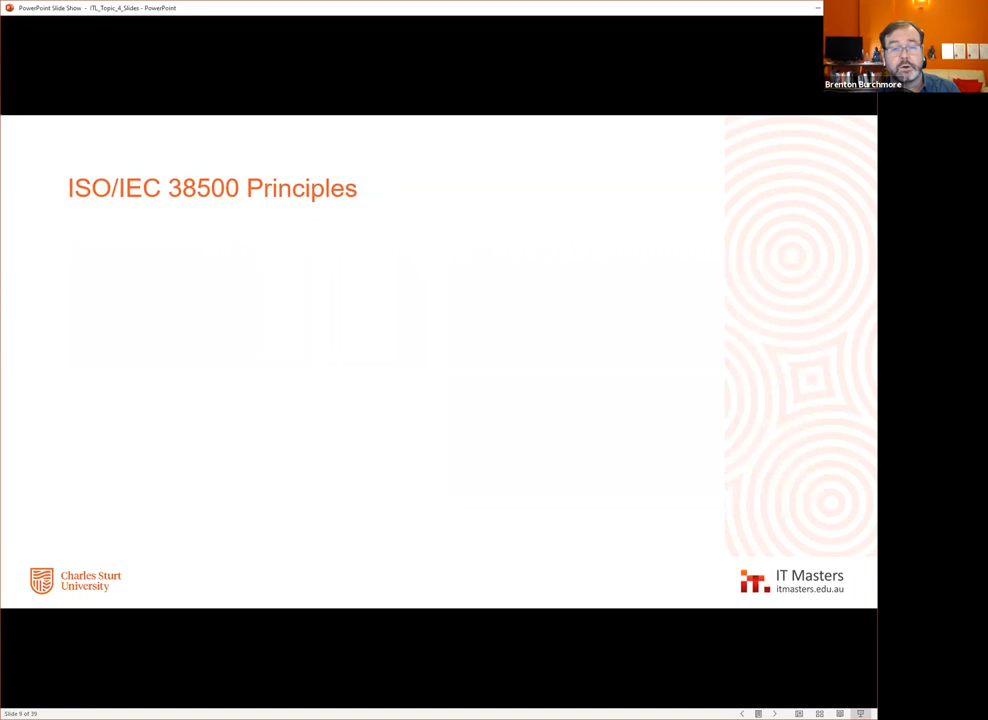 PowerPoint Slide Show - ITL_Topic_4_Slides - PowerPoint
Brenton Burchmore
ISO/IEC 38500 Principles
Charles Sturt
University
IT Masters
itmasters.edu.au
Slide 9 of 39